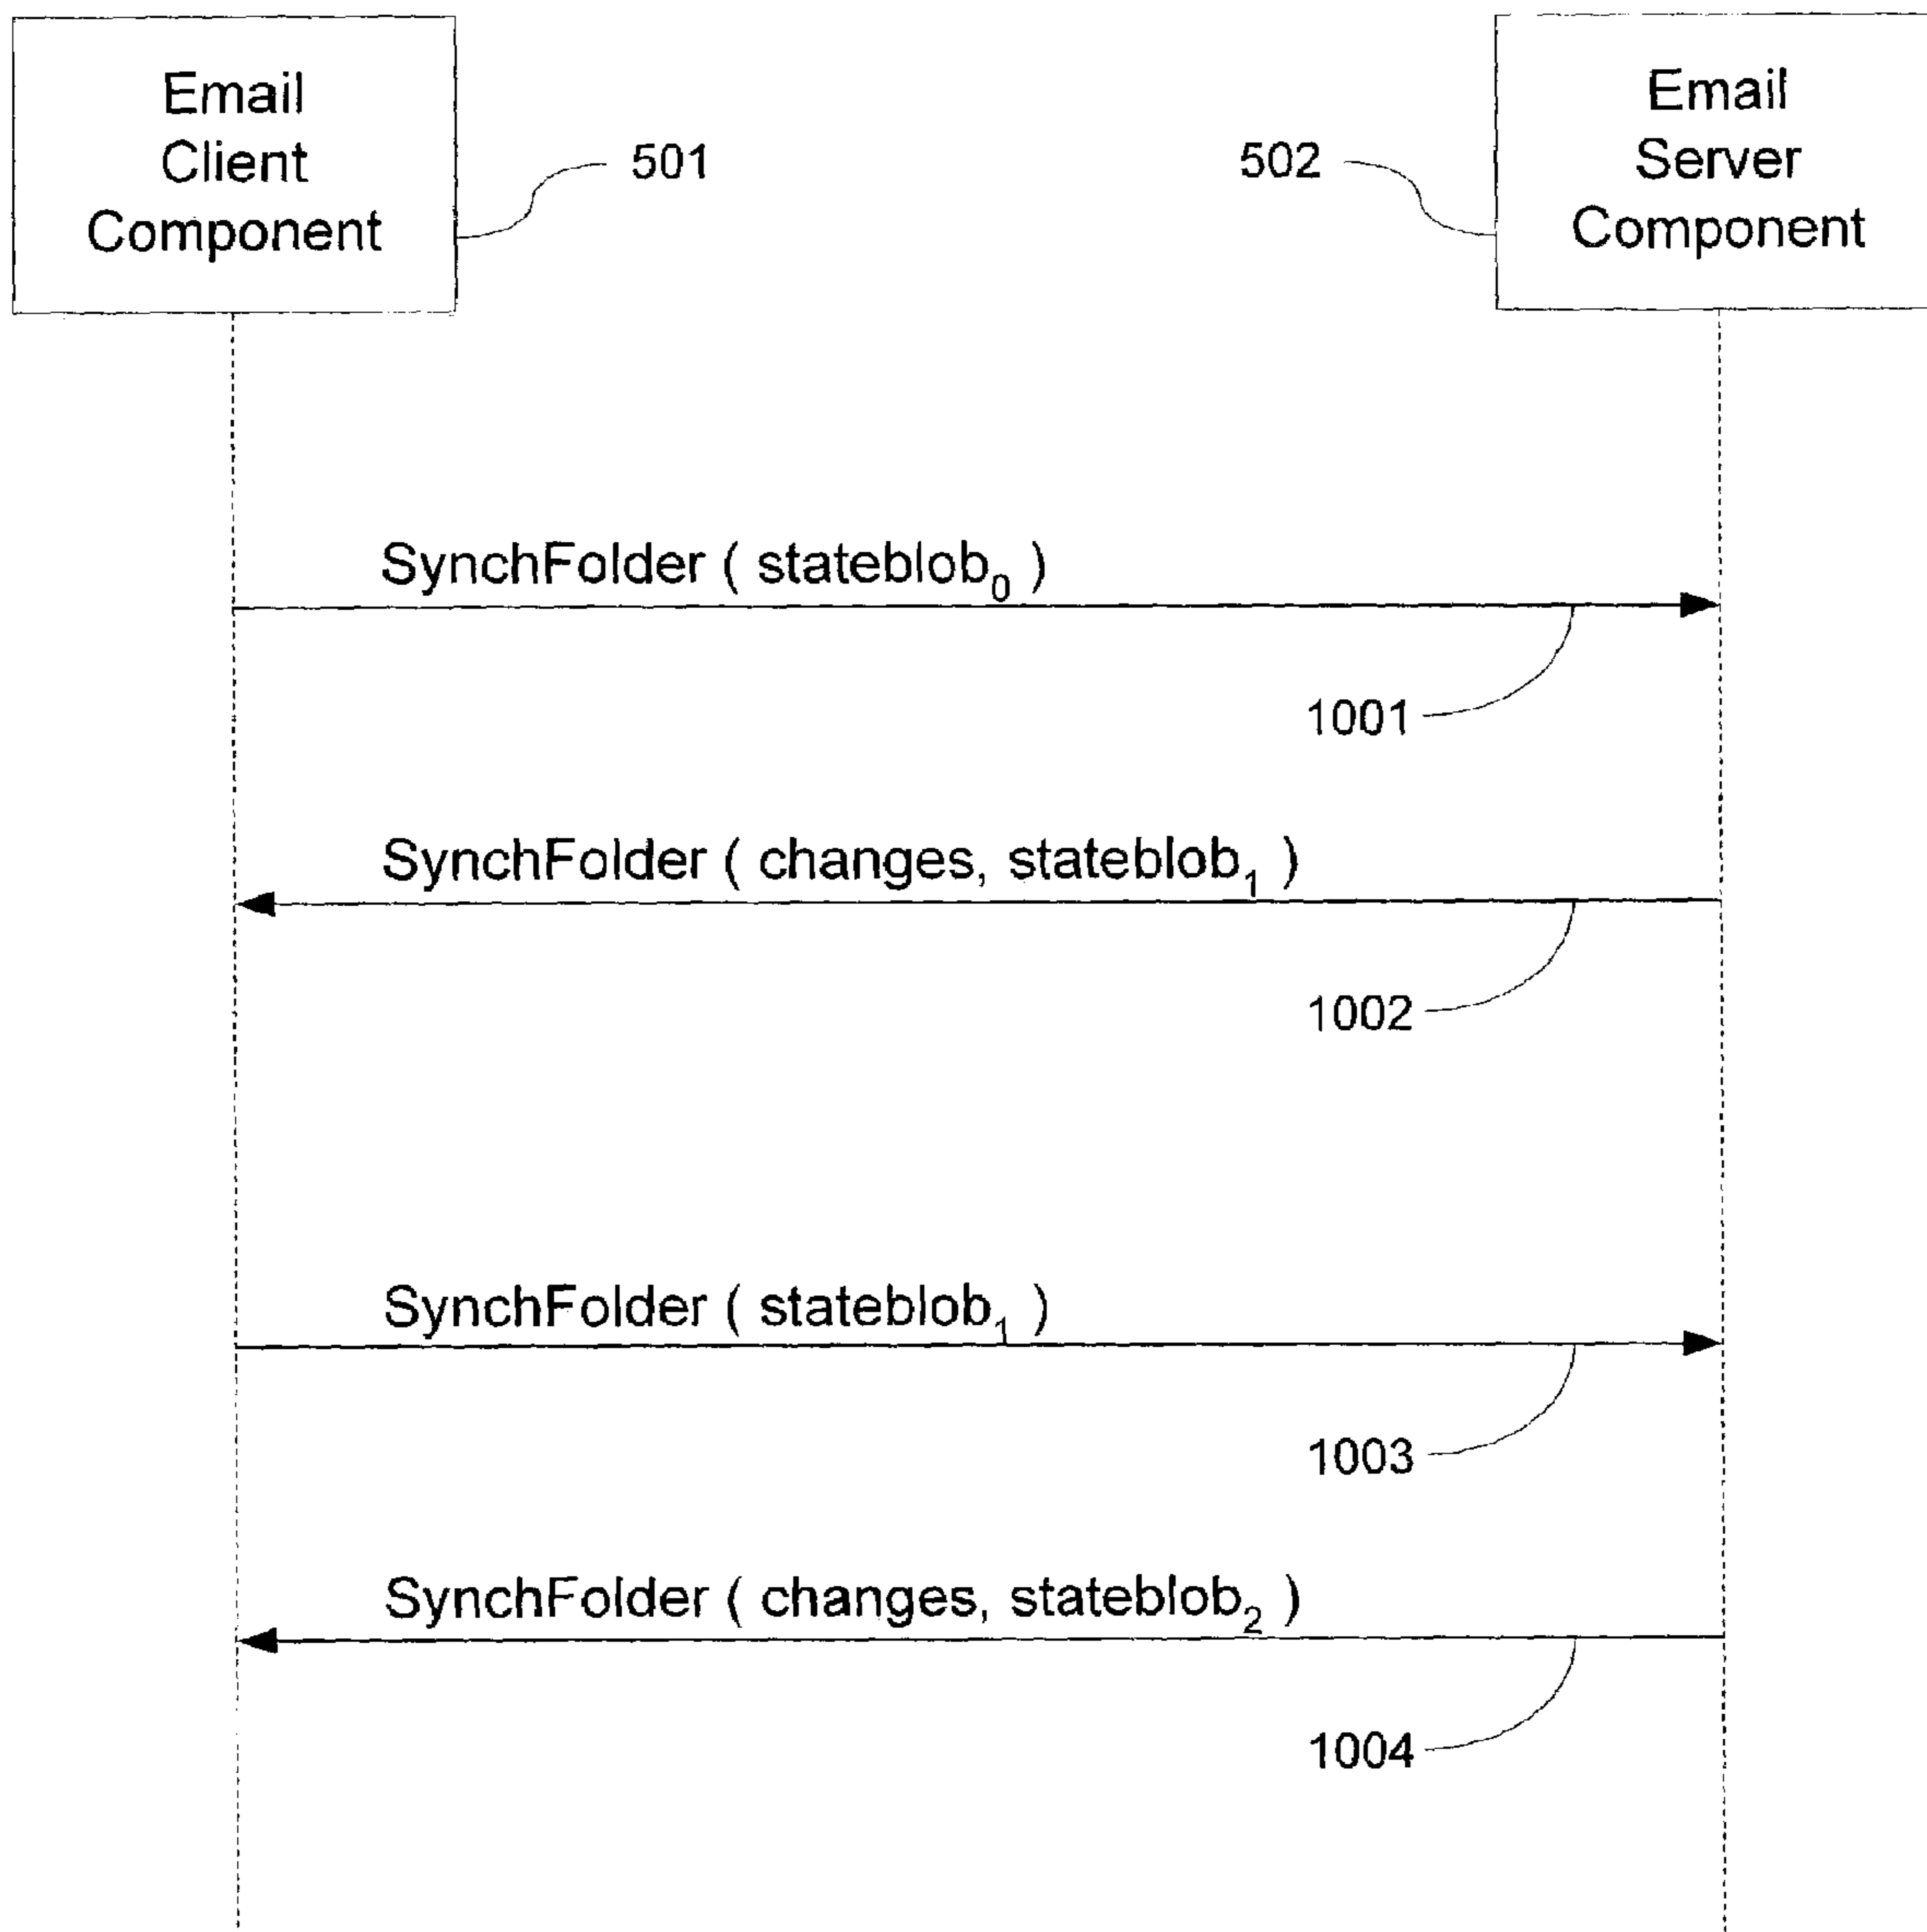 Email
Client
Component
501
502
Email
Server
Component
SynchFolder ( stateblob₀ )
1001
SynchFolder ( changes, stateblob₁ )
1002
SynchFolder ( stateblob₁ )
1003
SynchFolder ( changes, stateblob₂ )
1004